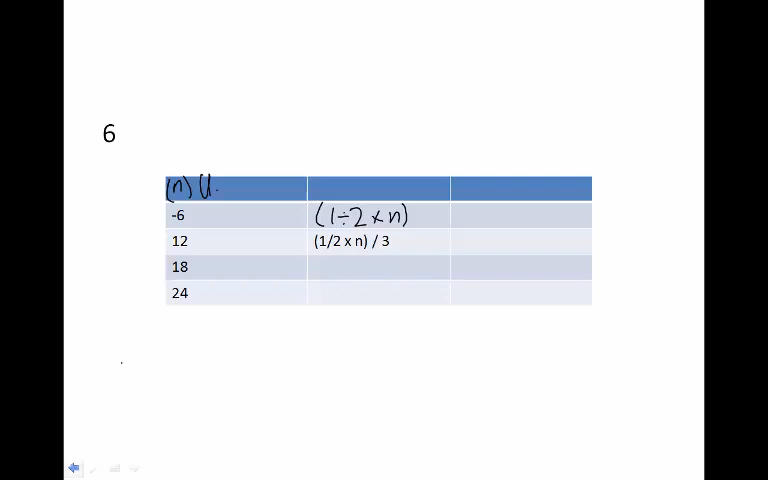 6
(n) U.
-6 (1÷2 x n)
12 (1/2 x n) / 3
18
24